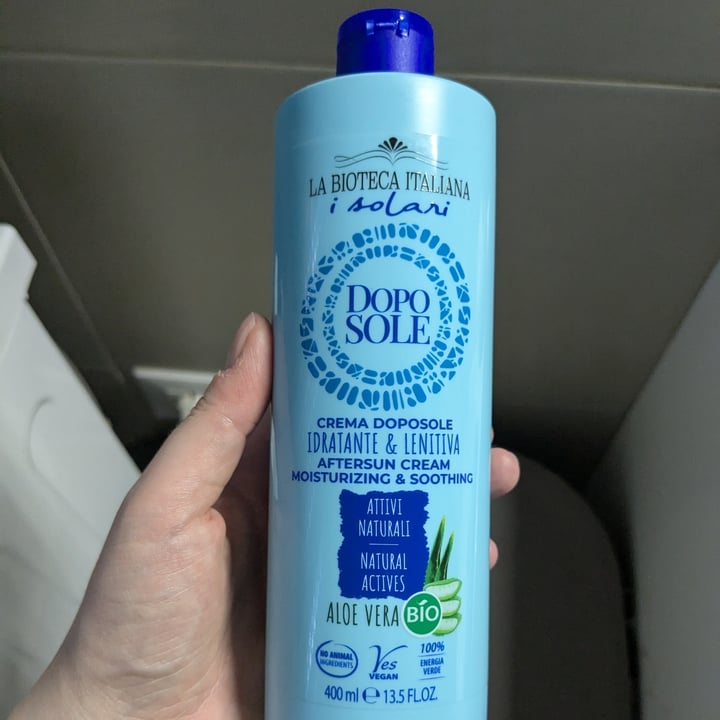 LA BIOTECA ITALIANA
i solari
DOPO
SOLE
CREMA DOPOSOLE
IDRATANTE & LENITIVA
AFTERSUN CREAM
MOISTURIZING & SOOTHING
ATTIVI
NATURALI
NATURAL
ACTIVES
ALOE VERA BIO
NO ANIMAL
INGREDIENTS
Yes
VEGAN
100%
ENERGIA
VERDE
400 ml ℮ 13.5 FL.OZ.